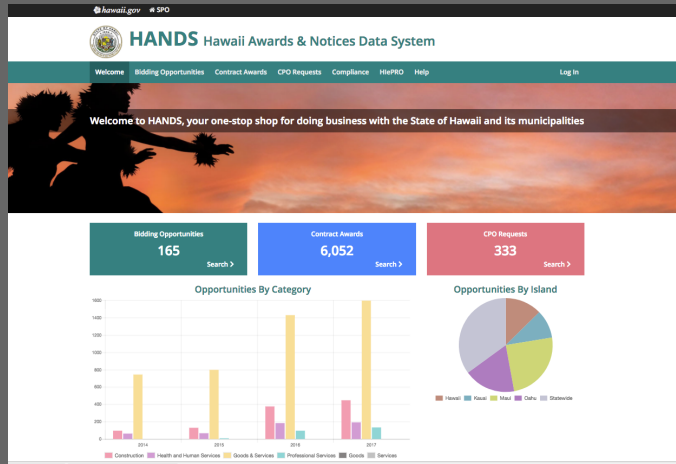 hawaii.gov SPO
HANDS Hawaii Awards & Notices Data System
Welcome Bidding Opportunities Contract Awards CPO Requests Compliance HIePRO Help Log In
Welcome to HANDS, your one-stop shop for doing business with the State of Hawaii and its municipalities
Bidding Opportunities
165
Search
Contract Awards
6,052
Search
CPO Requests
333
Search
Opportunities By Category
1600
1400
1200
1000
800
600
400
200
0
2014 2015 2016 2017
Construction Health and Human Services Goods & Services Professional Services Goods Services
Opportunities By Island
Hawaii Kauai Maui Oahu Statewide